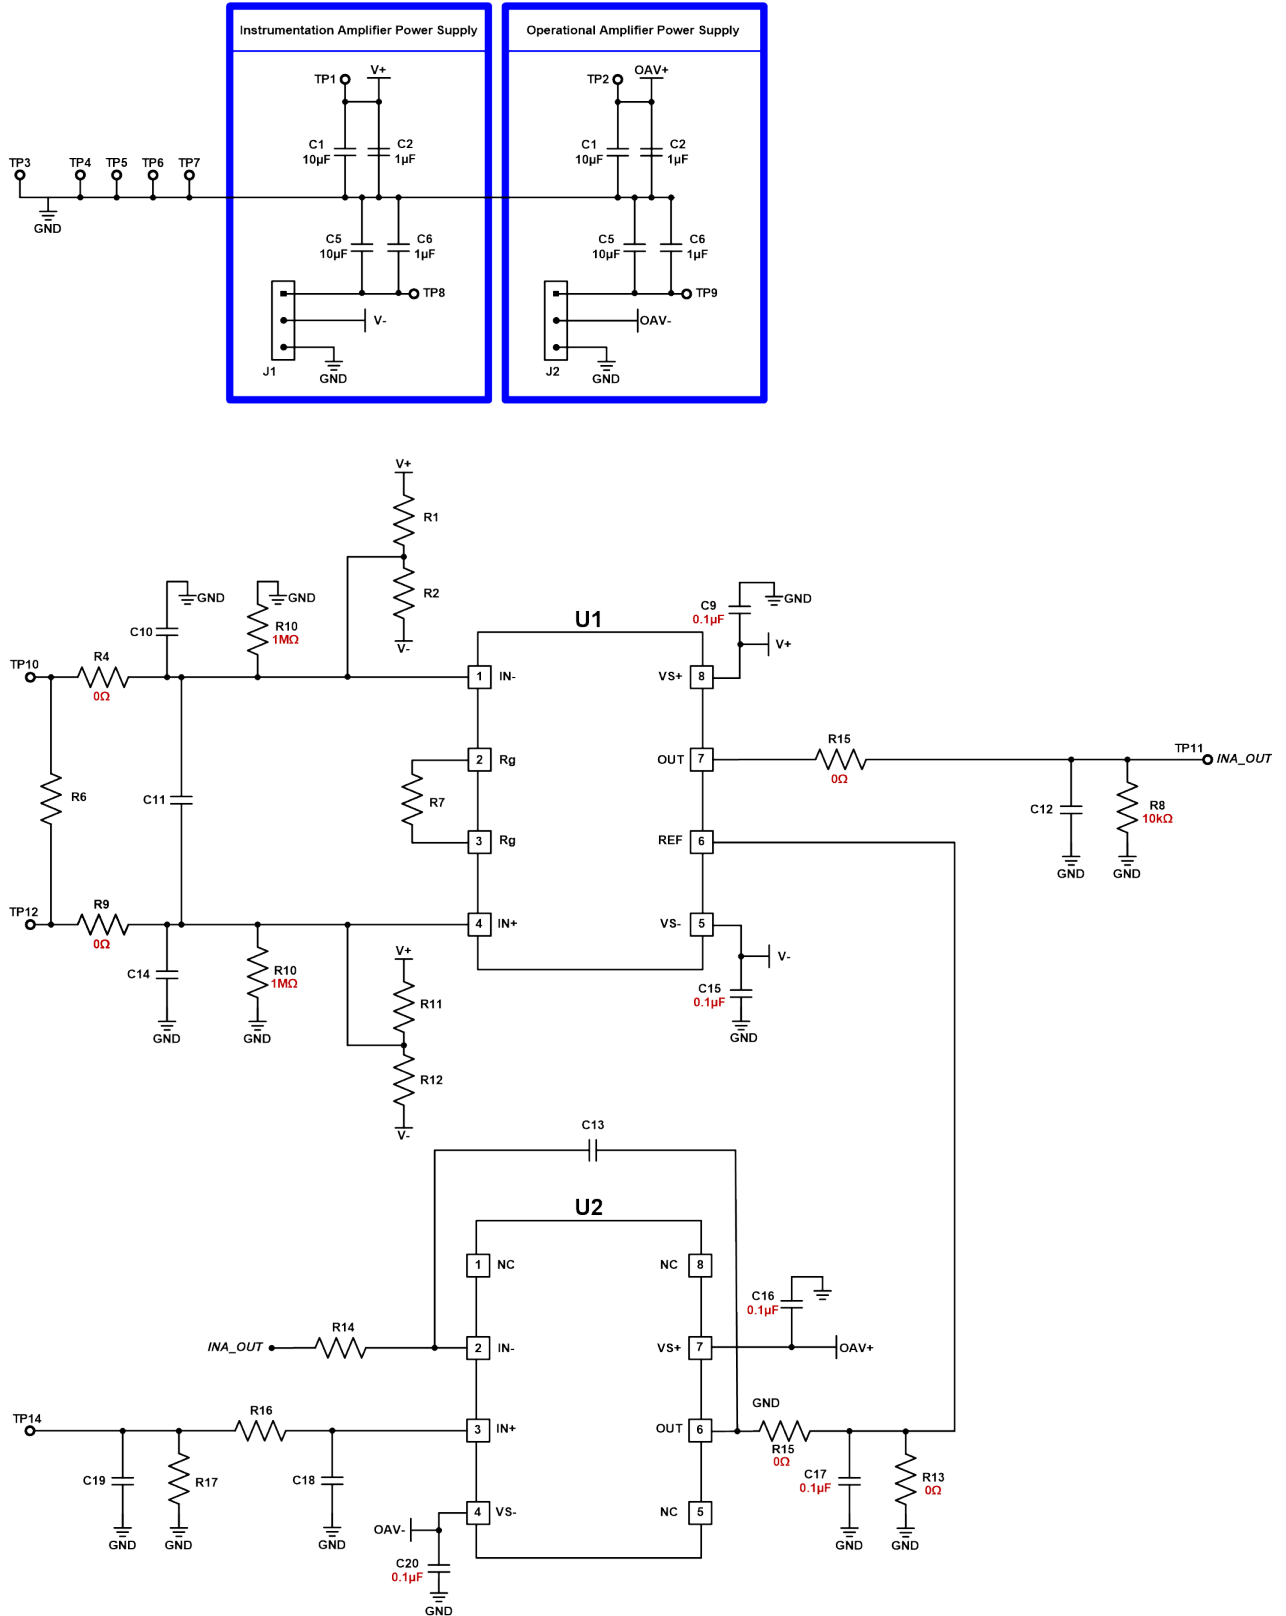 Instrumentation Amplifier Power Supply
Operational Amplifier Power Supply
TP1
V+
C1
10µF
C2
1µF
TP2
OAV+
C1
10µF
C2
1µF
TP3
TP4
TP5
TP6
TP7
GND
C5
10µF
C6
1µF
TP8
V-
GND
J1
C5
10µF
C6
1µF
TP9
OAV-
GND
J2
V+
R1
R2
V-
GND
C10
GND
R10
1MΩ
TP10
R4
0Ω
R6
C11
R7
TP12
R9
0Ω
C14
GND
R10
1MΩ
GND
V+
R11
R12
V-
U1
1 IN-
2 Rg
3 Rg
4 IN+
VS+ 8
OUT 7
REF 6
VS- 5
C9
0.1µF
GND
V+
R15
0Ω
TP11
INA_OUT
C12
GND
R8
10kΩ
GND
V-
C15
0.1µF
GND
C13
U2
1 NC
2 IN-
3 IN+
4 VS-
NC 8
VS+ 7
OUT 6
NC 5
INA_OUT
R14
TP14
R16
C19
GND
R17
GND
C18
GND
OAV-
C20
0.1µF
GND
C16
0.1µF
OAV+
GND
R15
0Ω
C17
0.1µF
GND
R13
0Ω
GND